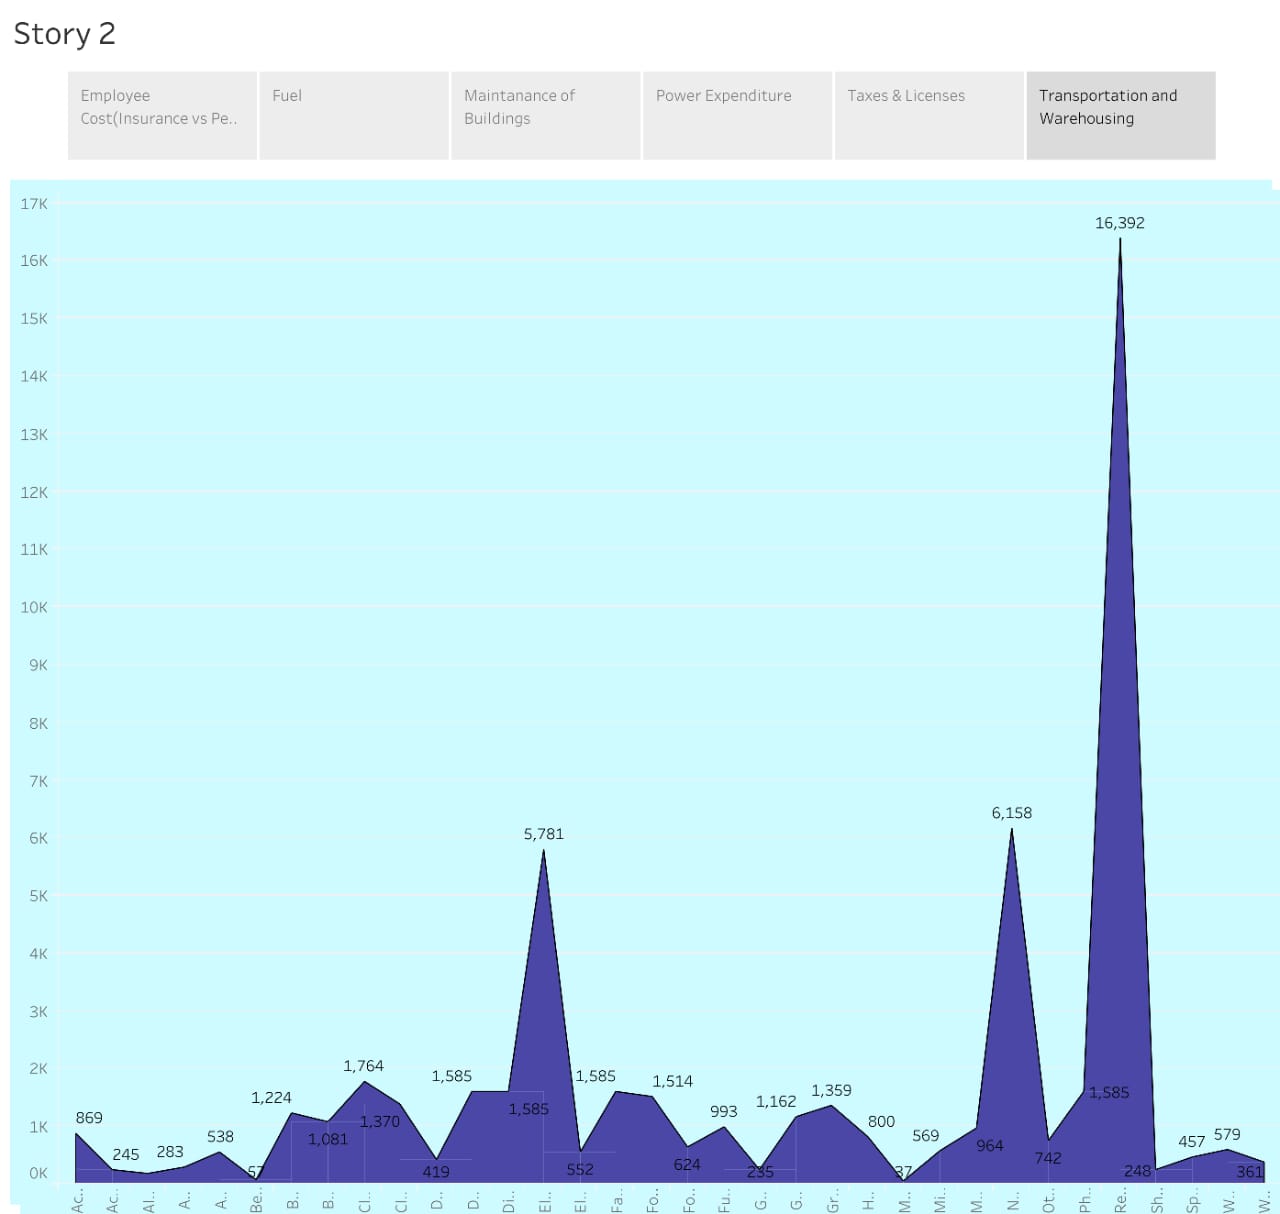 Story 2
Employee
Cost(Insurance vs Pe..
Fuel
Maintanance of
Buildings
Power Expenditure
Taxes & Licenses
Transportation and
Warehousing
17K
16K
15K
14K
13K
12K
11K
10K
9K
8K
7K
6K
5K
4K
3K
2K
1K
0K
869
245
283
538
57
1,224
1,081
1,764
1,370
419
1,585
1,585
5,781
552
1,585
1,514
624
993
235
1,162
1,359
800
37
569
964
6,158
742
1,585
16,392
248
457
579
361
Ac..
Ac..
Al..
A..
A..
Be..
B..
B..
Cl..
Cl..
D..
D..
Di..
El..
El..
Fa..
Fo..
Fo..
Fu..
G..
G..
Gr..
H..
M..
Mi..
M..
N..
Ot..
Ph..
Re..
Sh..
Sp..
W..
W..